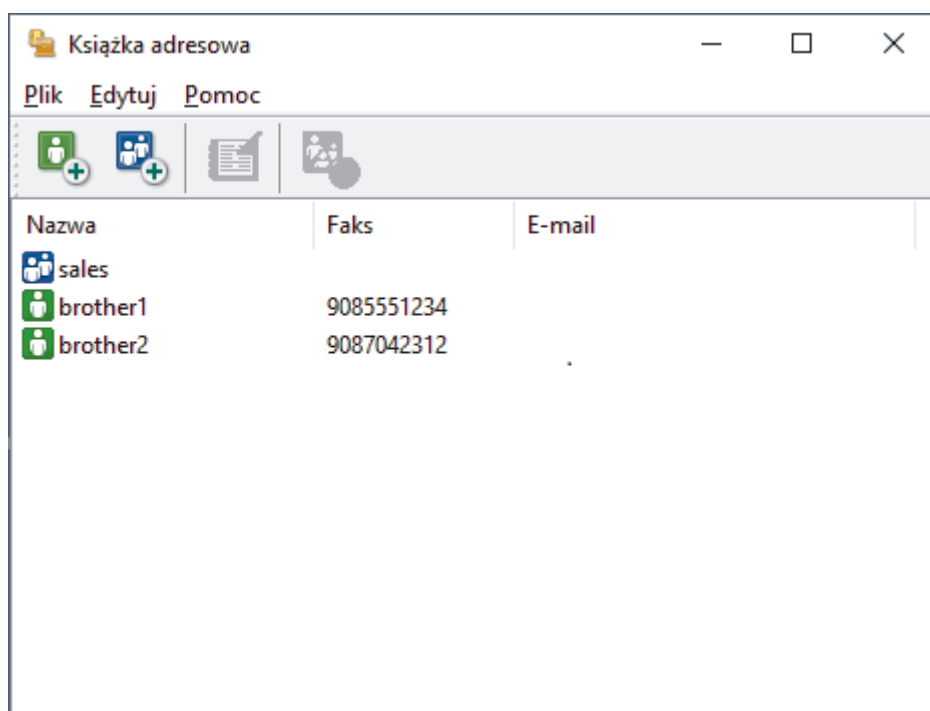 Książka adresowa
Plik Edytuj Pomoc
Nazwa Faks E-mail
sales
brother1 9085551234
brother2 9087042312